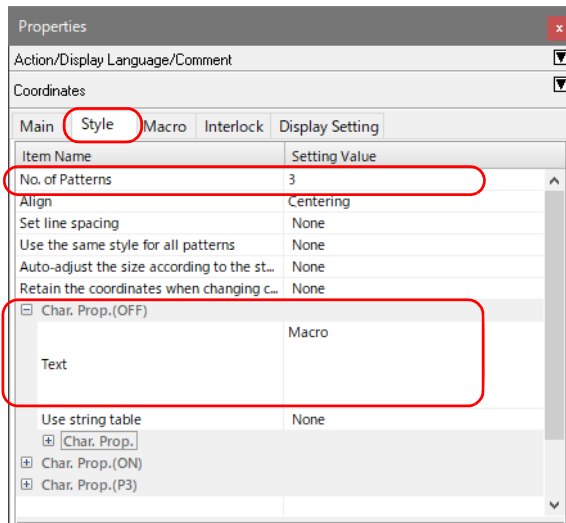 Properties
x
Action/Display Language/Comment
Coordinates
Main Style Macro Interlock Display Setting
Item Name Setting Value
No. of Patterns 3
Align Centering
Set line spacing None
Use the same style for all patterns None
Auto-adjust the size according to the st... None
Retain the coordinates when changing c... None
Char. Prop.(OFF)
Macro
Text
Use string table None
Char. Prop.
Char. Prop.(ON)
Char. Prop.(P3)